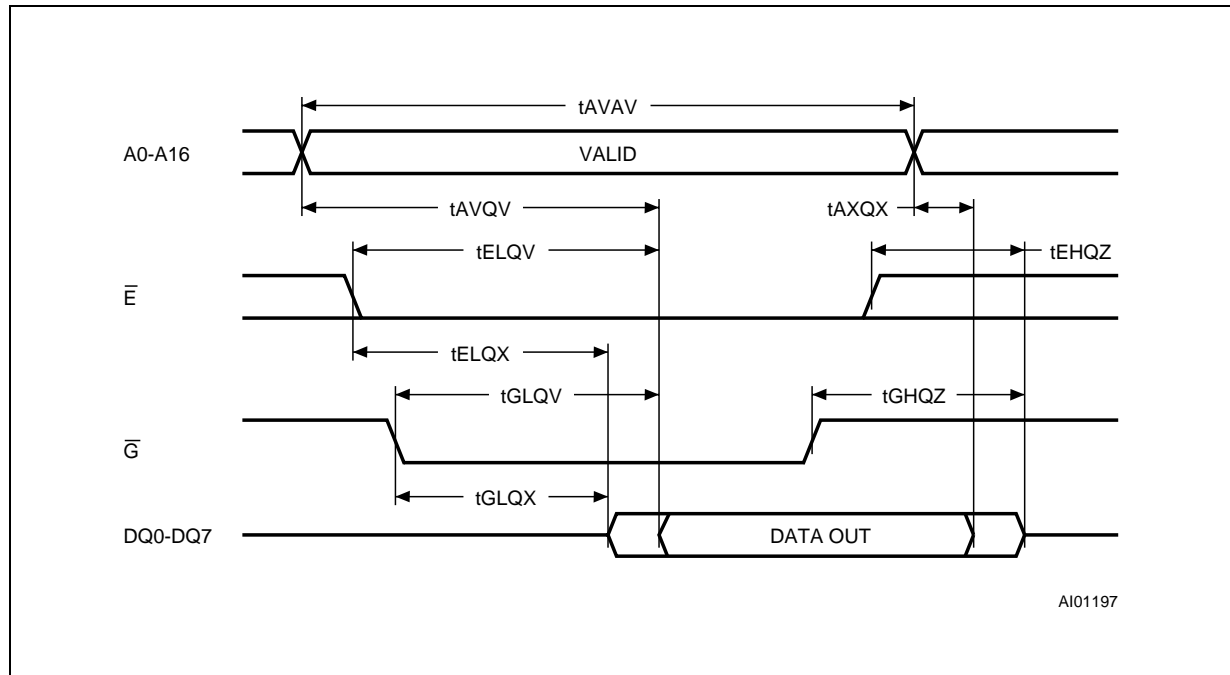 tAVAV
A0-A16
VALID
tAVQV
tAXQX
tELQV
tEHQZ
E̅
tELQX
tGLQV
tGHQZ
G̅
tGLQX
DQ0-DQ7
DATA OUT
AI01197